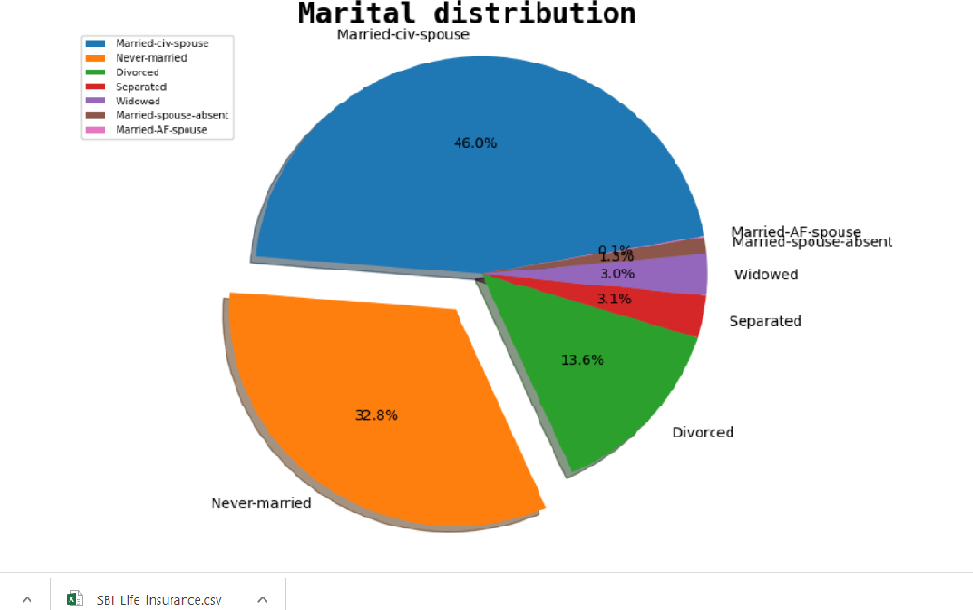 Marital distribution
Married-civ-spouse
Married-civ-spouse
Never-married
Divorced
Separated
Widowed
Married-spouse-absent
Married-AF-spouse
46.0%
Married-AF-spouse
0.1%
Married-spouse-absent
1.5%
3.0%
Widowed
3.1%
Separated
13.6%
32.8%
Divorced
Never-married
SBI Life Insurance.csv